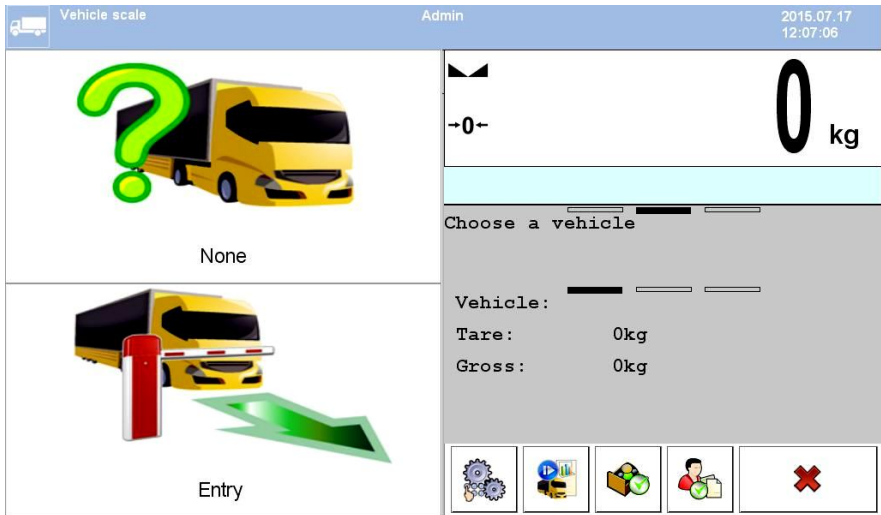 Vehicle scale
Admin
2015.07.17
12:07:06
None
Entry
→0←
0 kg
Choose a vehicle
Vehicle:
Tare: 0kg
Gross: 0kg